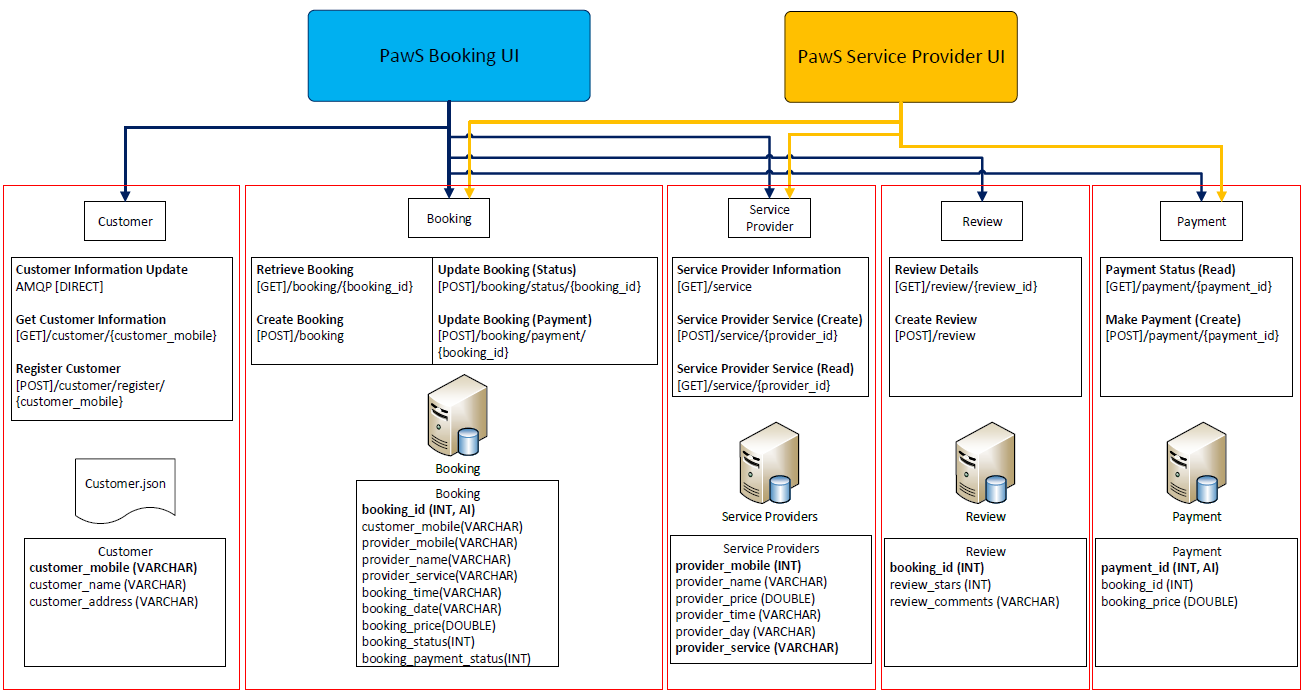 PawS Booking UI
PawS Service Provider UI
Customer
Customer Information Update
AMQP [DIRECT]
Get Customer Information
[GET]/customer/{customer_mobile}
Register Customer
[POST]/customer/register/
{customer_mobile}
Customer.json
Customer
customer_mobile (VARCHAR)
customer_name (VARCHAR)
customer_address (VARCHAR)
Booking
Retrieve Booking
[GET]/booking/{booking_id}
Create Booking
[POST]/booking
Update Booking (Status)
[POST]/booking/status/{booking_id}
Update Booking (Payment)
[POST]/booking/payment/
{booking_id}
Booking
Booking
booking_id (INT, AI)
customer_mobile(VARCHAR)
provider_mobile(VARCHAR)
provider_name(VARCHAR)
provider_service(VARCHAR)
booking_time(VARCHAR)
booking_date(VARCHAR)
booking_price(DOUBLE)
booking_status(INT)
booking_payment_status(INT)
Service
Provider
Service Provider Information
[GET]/service
Service Provider Service (Create)
[POST]/service/{provider_id}
Service Provider Service (Read)
[GET]/service/{provider_id}
Service Providers
Service Providers
provider_mobile (INT)
provider_name (VARCHAR)
provider_price (DOUBLE)
provider_time (VARCHAR)
provider_day (VARCHAR)
provider_service (VARCHAR)
Review
Review Details
[GET]/review/{review_id}
Create Review
[POST]/review
Review
Review
booking_id (INT)
review_stars (INT)
review_comments (VARCHAR)
Payment
Payment Status (Read)
[GET]/payment/{payment_id}
Make Payment (Create)
[POST]/payment/{payment_id}
Payment
Payment
payment_id (INT, AI)
booking_id (INT)
booking_price (DOUBLE)